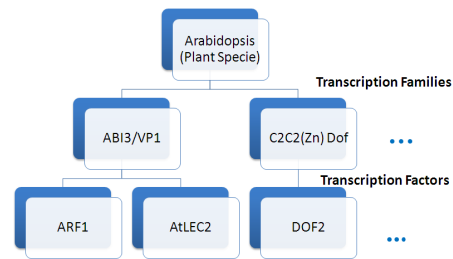 Arabidopsis
(Plant Specie)
Transcription Families
ABI3/VP1
C2C2(Zn) Dof
...
Transcription Factors
ARF1
AtLEC2
DOF2
...